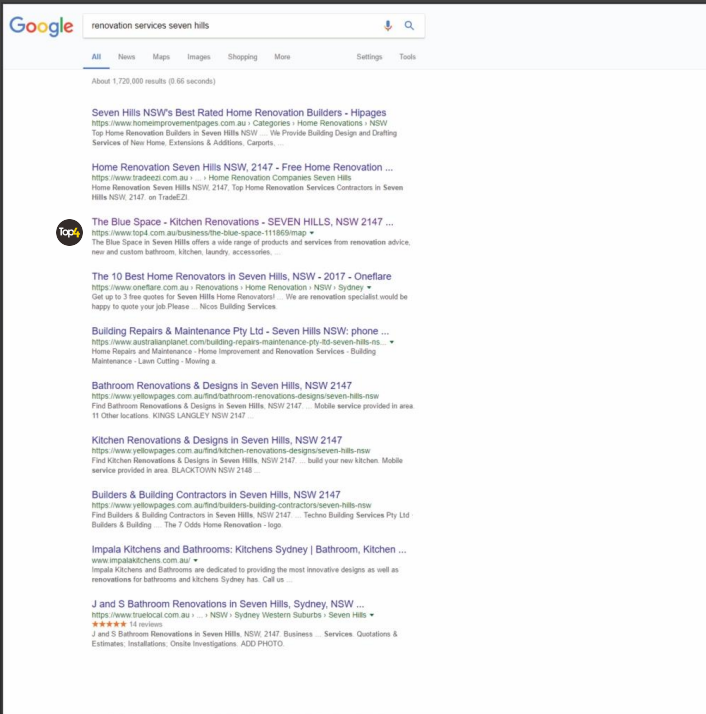 Google
renovation services seven hills
All News Maps Images Shopping More Settings Tools
About 1,720,000 results (0.66 seconds)
Seven Hills NSW's Best Rated Home Renovation Builders - Hipages
https://www.homeimprovementpages.com.au › Categories › Home Renovations › NSW
Top Home Renovation Builders in Seven Hills NSW .... We Provide Building Design and Drafting
Services of New Home, Extensions & Additions, Carports, ...
Home Renovation Seven Hills NSW, 2147 - Free Home Renovation ...
https://www.tradeezi.com.au › ... › Home Renovation Companies Seven Hills
Home Renovation Seven Hills NSW, 2147, Top Home Renovation Services Contractors in Seven
Hills NSW, 2147. on TradeEZI.
Top4
The Blue Space - Kitchen Renovations - SEVEN HILLS, NSW 2147 ...
https://www.top4.com.au/business/the-blue-space-111869/map
The Blue Space in Seven Hills offers a wide range of products and services from renovation advice,
new and custom bathroom, kitchen, laundry, accessories, ...
The 10 Best Home Renovators in Seven Hills, NSW - 2017 - Oneflare
https://www.oneflare.com.au › Renovations › Home Renovation › NSW › Sydney
Get up to 3 free quotes for Seven Hills Home Renovators! ... We are renovation specialist would be
happy to quote your job.Please ... Nicos Building Services.
Building Repairs & Maintenance Pty Ltd - Seven Hills NSW: phone ...
https://www.australianplanet.com/building-repairs-maintenance-pty-ltd-seven-hills-ns...
Home Repairs and Maintenance - Home Improvement and Renovation Services - Building
Maintenance - Lawn Cutting - Mowing a.
Bathroom Renovations & Designs in Seven Hills, NSW 2147
https://www.yellowpages.com.au/find/bathroom-renovations-designs/seven-hills-nsw
Find Bathroom Renovations & Designs in Seven Hills, NSW 2147. ... Mobile service provided in area.
11 Other locations. KINGS LANGLEY NSW 2147 ...
Kitchen Renovations & Designs in Seven Hills, NSW 2147
https://www.yellowpages.com.au/find/kitchen-renovations-designs/seven-hills-nsw
Find Kitchen Renovations & Designs in Seven Hills, NSW 2147. ... build your new kitchen. Mobile
service provided in area. BLACKTOWN NSW 2148 ...
Builders & Building Contractors in Seven Hills, NSW 2147
https://www.yellowpages.com.au/find/builders-building-contractors/seven-hills-nsw
Find Builders & Building Contractors in Seven Hills, NSW 2147. ... Techno Building Services Pty Ltd ·
Builders & Building .... The 7 Odds Home Renovation - logo.
Impala Kitchens and Bathrooms: Kitchens Sydney | Bathroom, Kitchen ...
www.impalakitchens.com.au/
Impala Kitchens and Bathrooms are dedicated to providing the most innovative designs as well as
renovations for bathrooms and kitchens Sydney has. Call us ...
J and S Bathroom Renovations in Seven Hills, Sydney, NSW ...
https://www.truelocal.com.au › ... › NSW › Sydney Western Suburbs › Seven Hills
★★★★★ 14 reviews
J and S Bathroom Renovations in Seven Hills, NSW, 2147. Business ... Services. Quotations &
Estimates, Installations, Onsite Investigations. ADD PHOTO.